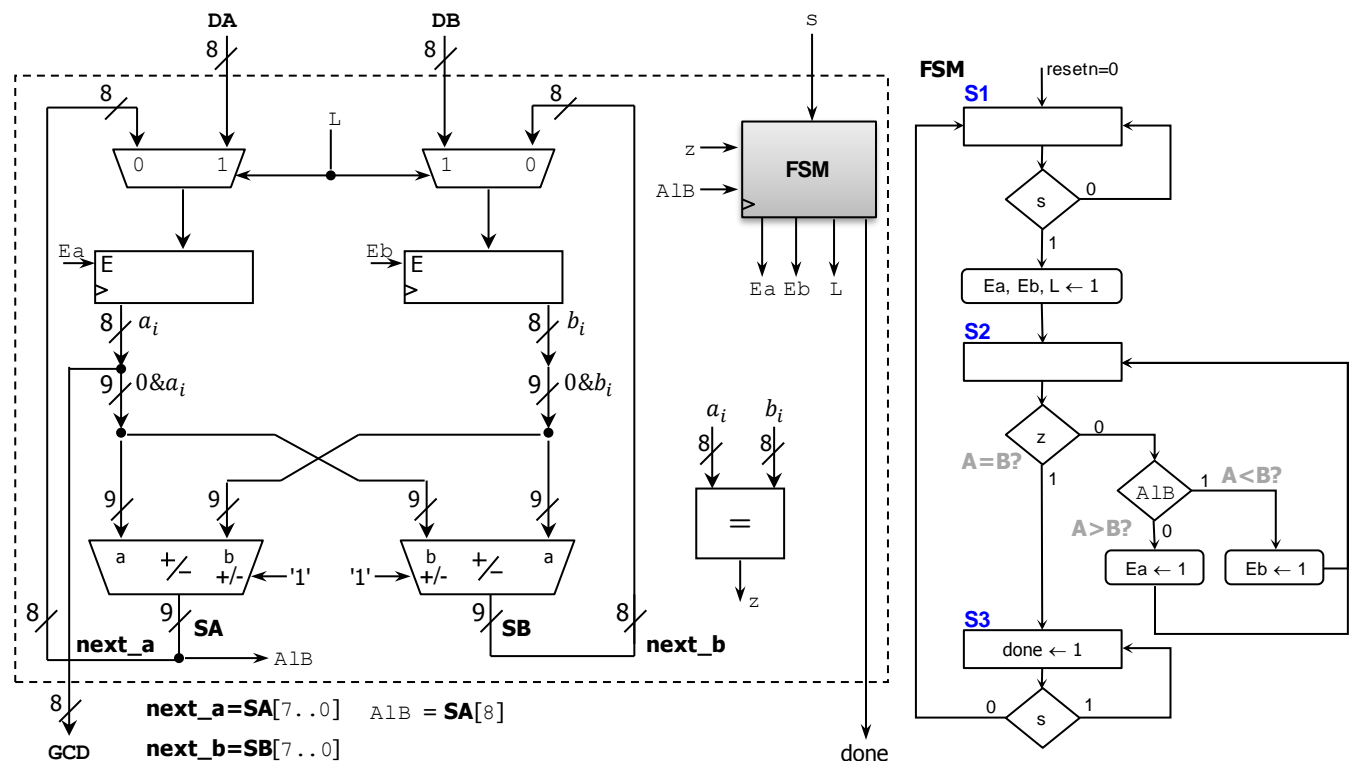 DA
DB
s
8
8
8
8
L
0
1
1
0
z
AlB
FSM
Ea
Eb
L
Ea
E
Eb
E
8
a_i
8
b_i
9
0&a_i
9
0&b_i
a_i
b_i
8
8
=
z
9
9
9
9
a
+/-
b
+/-
'1'
'1'
b
+/-
+/-
a
8
9
SA
9
SB
8
next_a
next_b
AlB
8
GCD
next_a=SA[7..0]
AlB = SA[8]
next_b=SB[7..0]
done
FSM
resetn=0
S1
s
0
1
Ea, Eb, L ← 1
S2
z
0
A=B?
1
AlB
1
A<B?
A>B?
0
Ea ← 1
Eb ← 1
S3
done ← 1
0
s
1